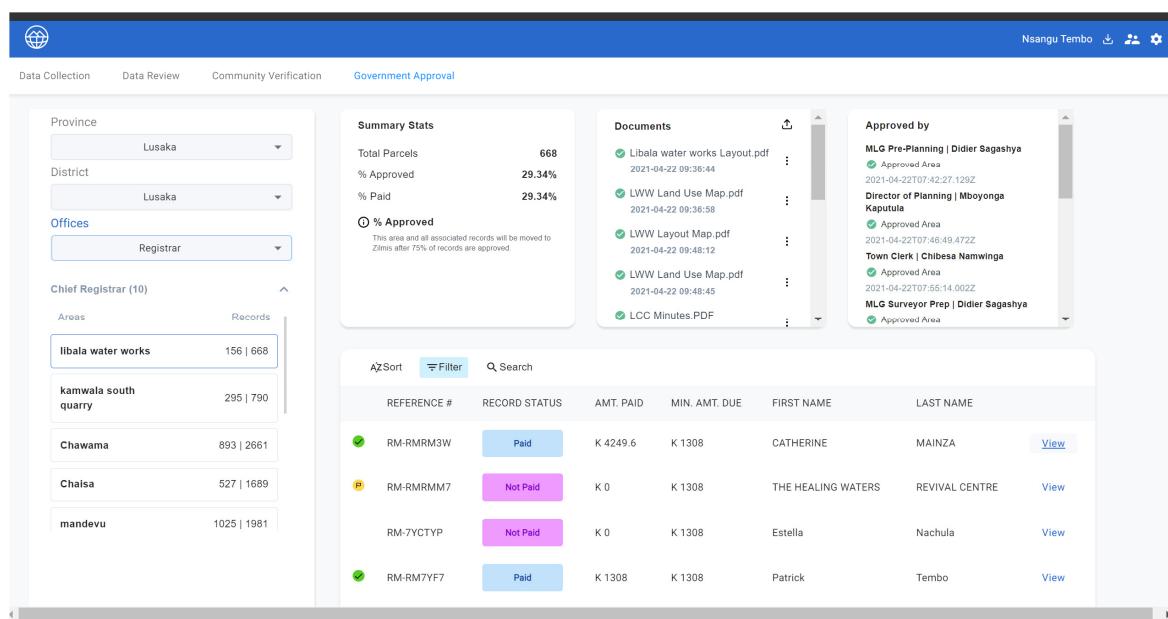 Nsangu Tembo
Data Collection Data Review Community Verification Government Approval
Province
Lusaka
District
Lusaka
Offices
Registrar
Chief Registrar (10)
Areas Records
libala water works 156 | 668
kamwala south
quarry 295 | 790
Chawama 893 | 2661
Chaisa 527 | 1689
mandevu 1025 | 1981
Summary Stats
Total Parcels 668
% Approved 29.34%
% Paid 29.34%
% Approved
This area and all associated records will be moved to
Zilmis after 75% of records are approved.
Documents
Libala water works Layout.pdf
2021-04-22 09:36:44
LWW Land Use Map.pdf
2021-04-22 09:36:58
LWW Layout Map.pdf
2021-04-22 09:48:12
LWW Land Use Map.pdf
2021-04-22 09:48:45
LCC Minutes.PDF
Approved by
MLG Pre-Planning | Didier Sagashya
Approved Area
2021-04-22T07:42:27.129Z
Director of Planning | Mboyonga
Kaputula
Approved Area
2021-04-22T07:46:49.472Z
Town Clerk | Chibesa Namwinga
Approved Area
2021-04-22T07:55:14.002Z
MLG Surveyor Prep | Didier Sagashya
Approved Area
AZ Sort Filter Search
REFERENCE # RECORD STATUS AMT. PAID MIN. AMT. DUE FIRST NAME LAST NAME
RM-RMRM3W Paid K 4249.6 K 1308 CATHERINE MAINZA View
P RM-RMRMM7 Not Paid K 0 K 1308 THE HEALING WATERS REVIVAL CENTRE View
RM-7YCTYP Not Paid K 0 K 1308 Estella Nachula View
RM-RM7YF7 Paid K 1308 K 1308 Patrick Tembo View